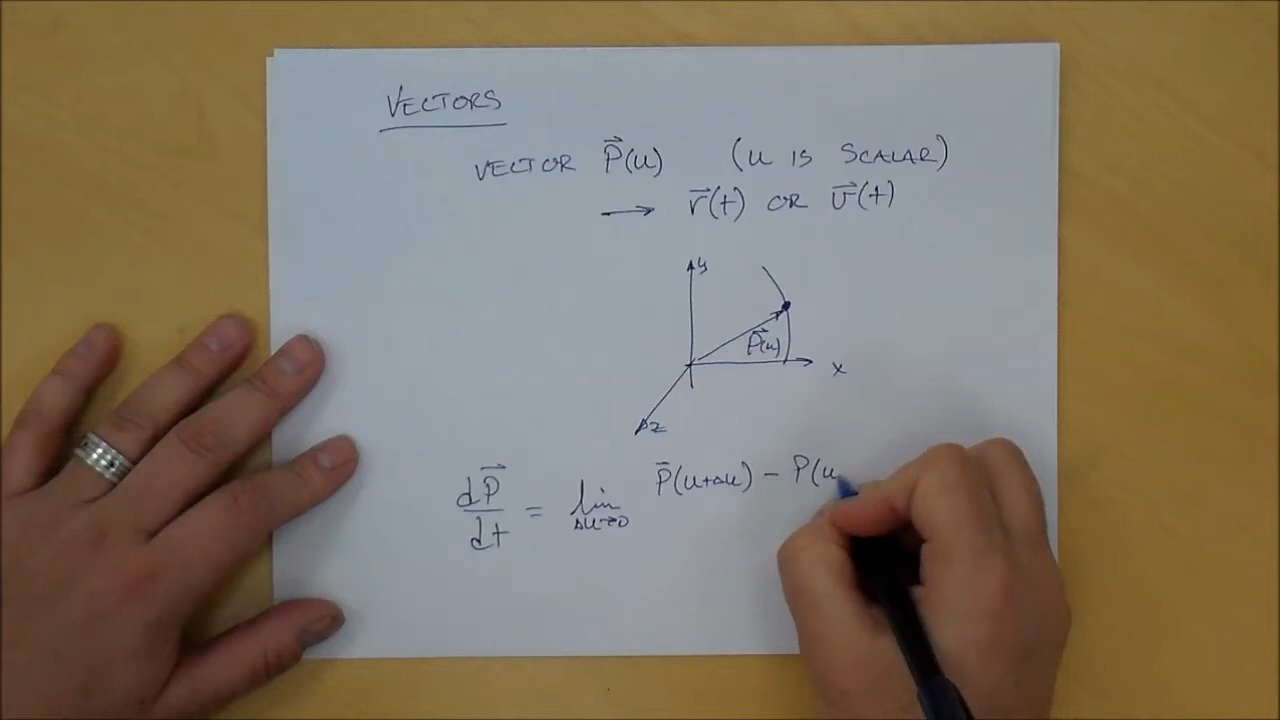 VECTORS
VECTOR P⃗(u) (u IS SCALAR)
→ r⃗(t) OR v⃗(t)
y
P⃗(u)
x
z
dP⃗/dt = lim Δu→0 P⃗(u+Δu) − P(u